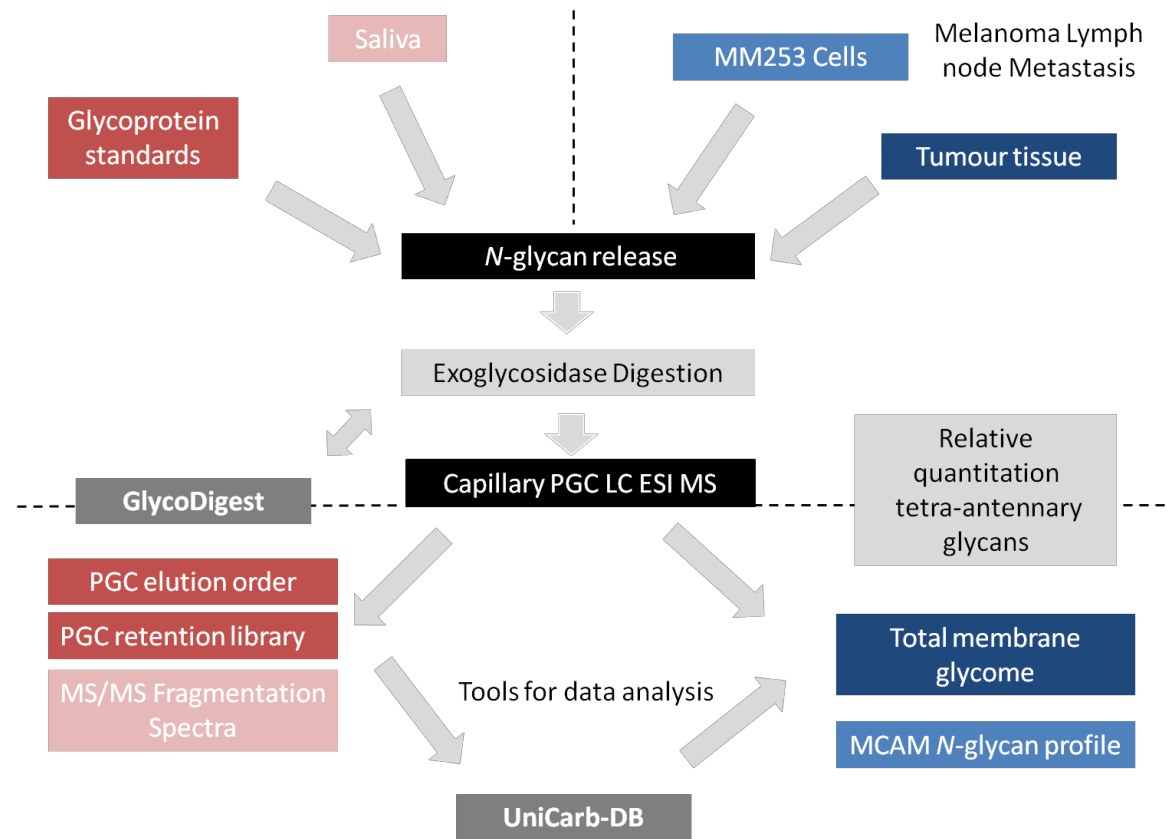 Saliva
MM253 Cells
Melanoma Lymph
node Metastasis
Glycoprotein
standards
Tumour tissue
N-glycan release
Exoglycosidase Digestion
Relative
quantitation
tetra-antennary
glycans
Capillary PGC LC ESI MS
GlycoDigest
PGC elution order
PGC retention library
MS/MS Fragmentation
Spectra
Tools for data analysis
Total membrane
glycome
MCAM N-glycan profile
UniCarb-DB